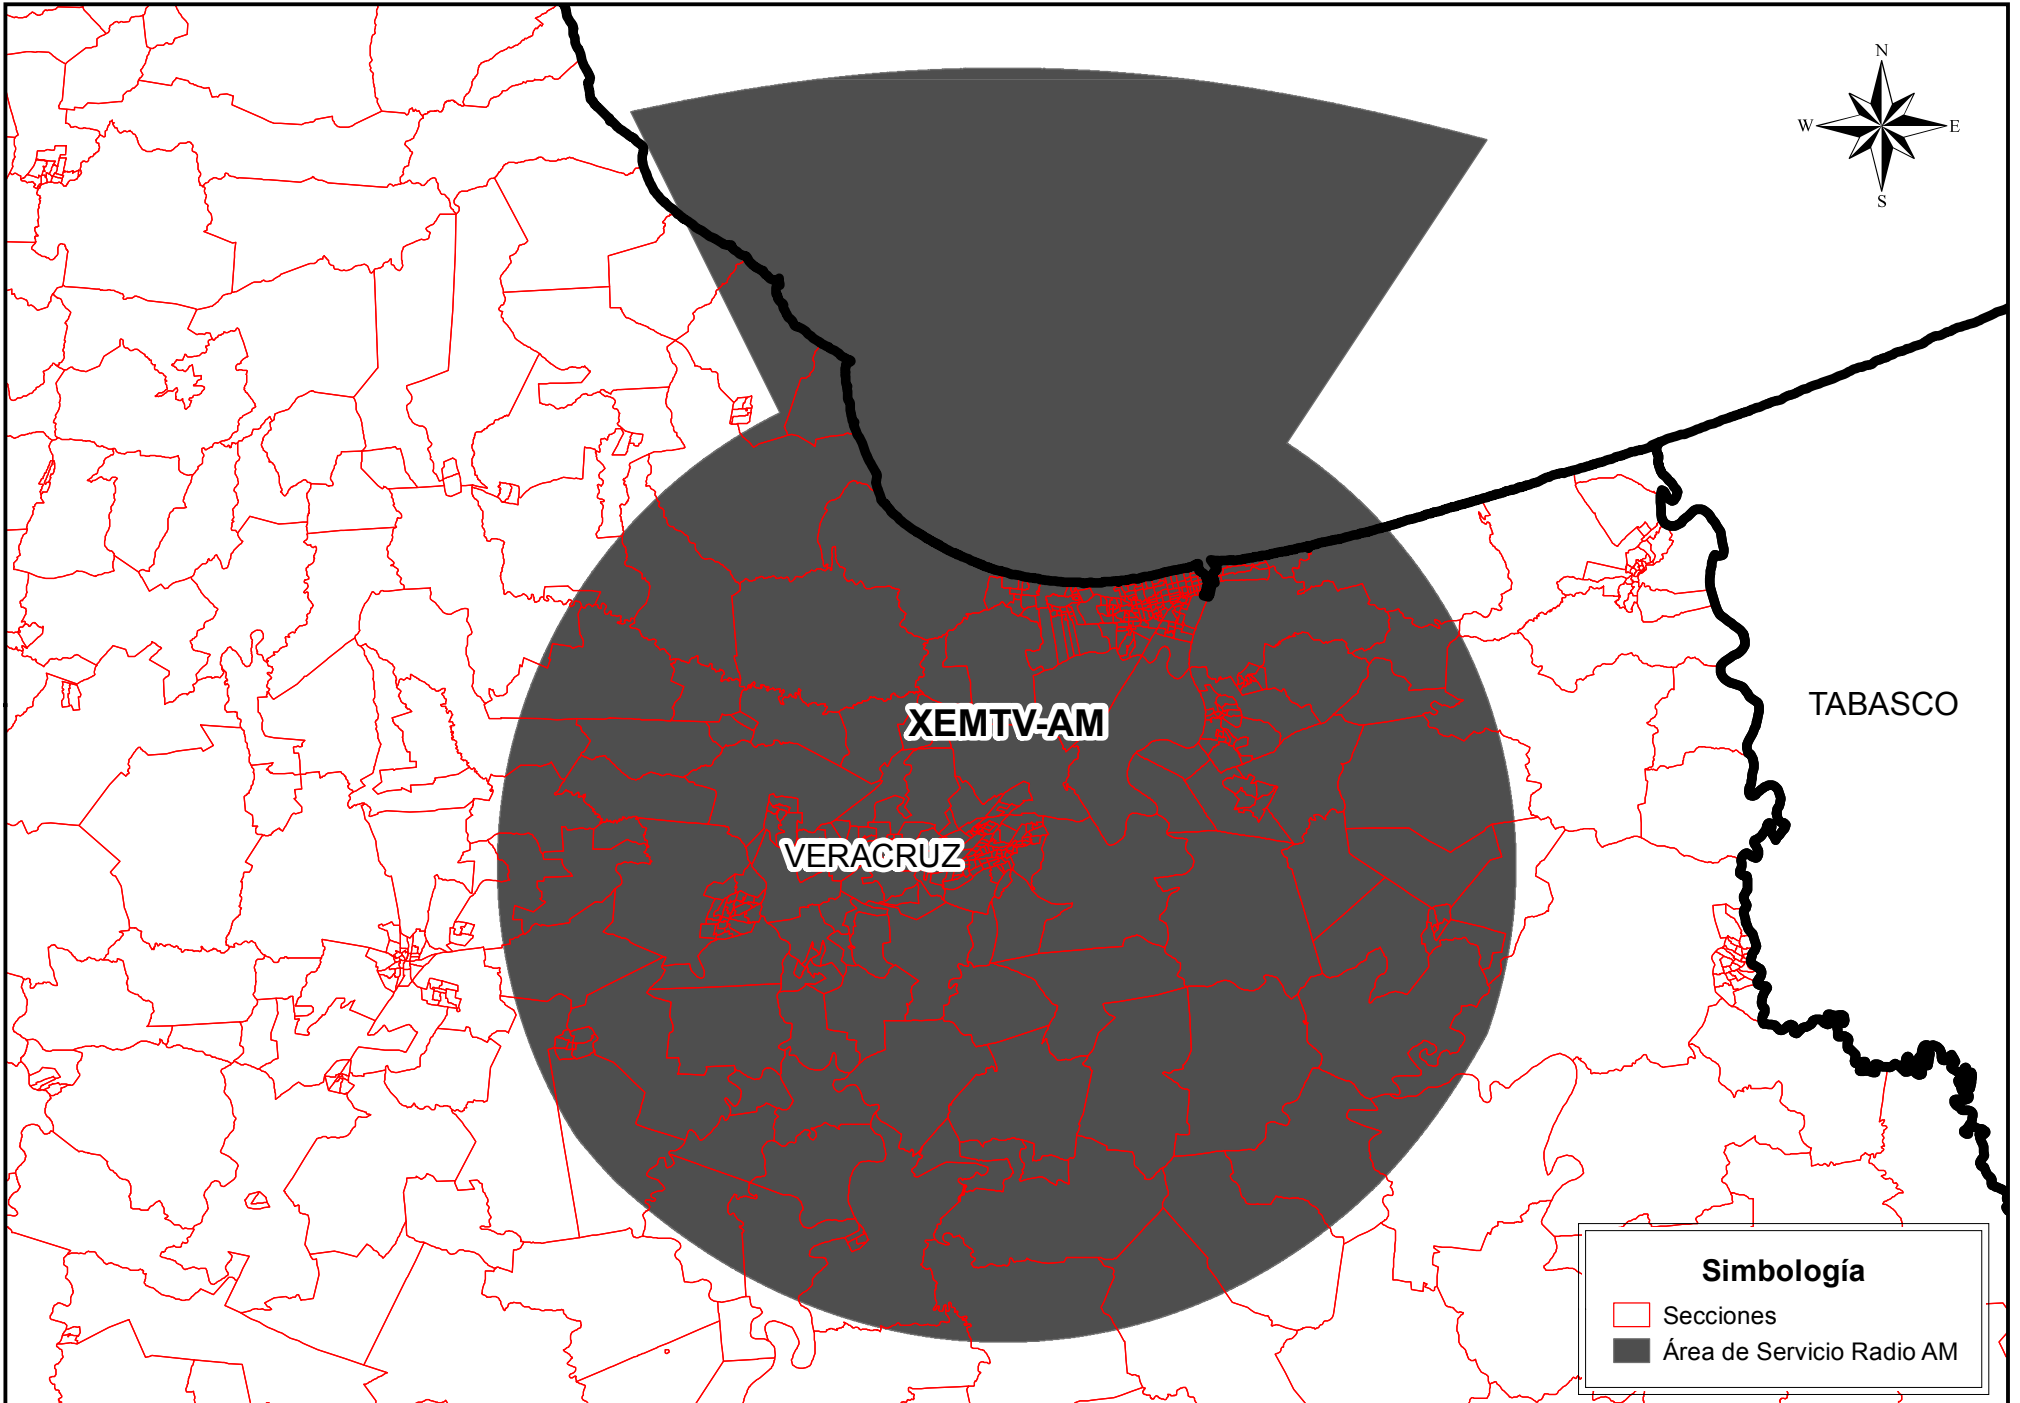 N
W
E
S
TABASCO
XEMTV-AM
VERACRUZ
Simbología
Secciones
Área de Servicio Radio AM